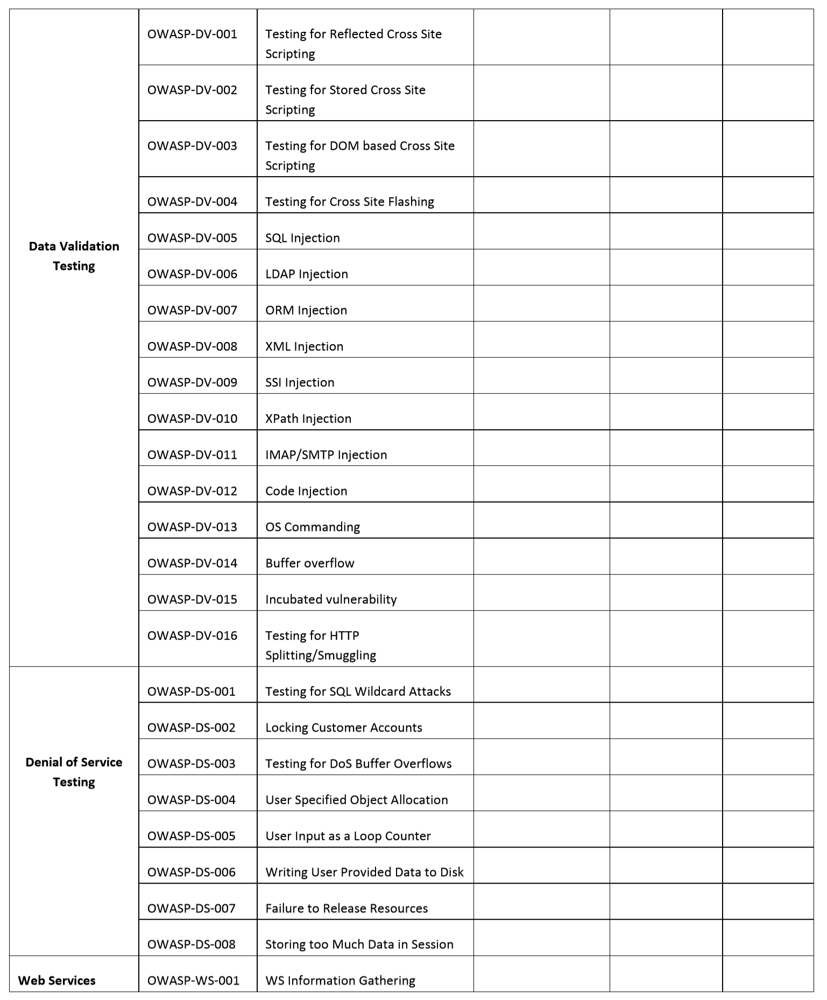 OWASP-DV-001 Testing for Reflected Cross Site
Scripting
OWASP-DV-002 Testing for Stored Cross Site
Scripting
OWASP-DV-003 Testing for DOM based Cross Site
Scripting
OWASP-DV-004 Testing for Cross Site Flashing
Data Validation
Testing
OWASP-DV-005 SQL Injection
OWASP-DV-006 LDAP Injection
OWASP-DV-007 ORM Injection
OWASP-DV-008 XML Injection
OWASP-DV-009 SSI Injection
OWASP-DV-010 XPath Injection
OWASP-DV-011 IMAP/SMTP Injection
OWASP-DV-012 Code Injection
OWASP-DV-013 OS Commanding
OWASP-DV-014 Buffer overflow
OWASP-DV-015 Incubated vulnerability
OWASP-DV-016 Testing for HTTP
Splitting/Smuggling
OWASP-DS-001 Testing for SQL Wildcard Attacks
OWASP-DS-002 Locking Customer Accounts
Denial of Service
Testing
OWASP-DS-003 Testing for DoS Buffer Overflows
OWASP-DS-004 User Specified Object Allocation
OWASP-DS-005 User Input as a Loop Counter
OWASP-DS-006 Writing User Provided Data to Disk
OWASP-DS-007 Failure to Release Resources
OWASP-DS-008 Storing too Much Data in Session
Web Services OWASP-WS-001 WS Information Gathering